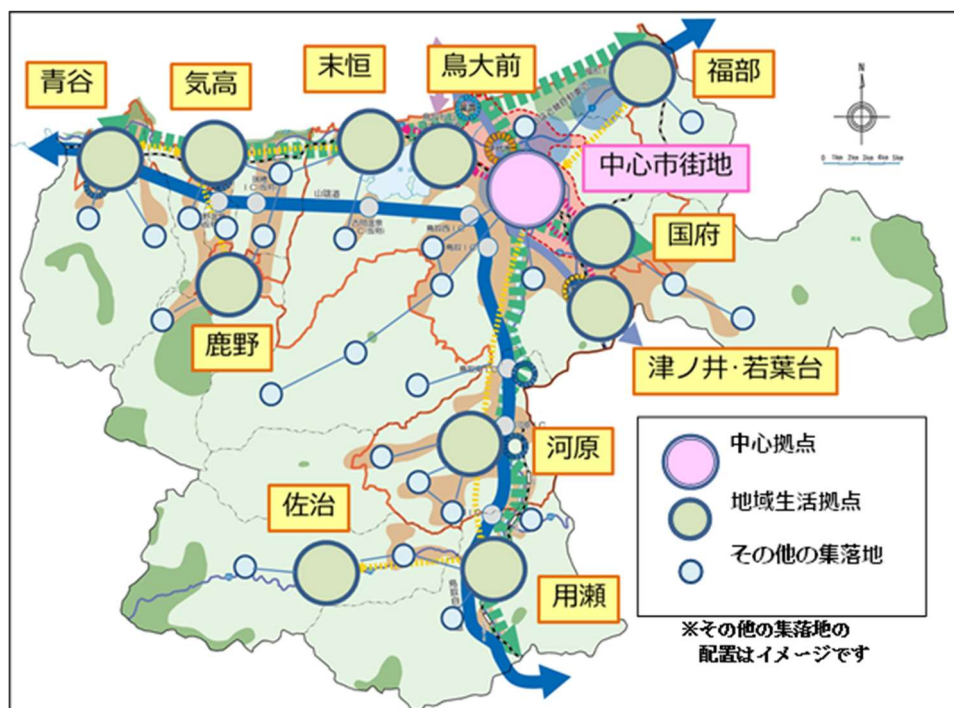 末恒
鳥大前
福部
青谷
気高
N
中心市街地
山陰道
国府
鹿野
津ノ井・若葉台
河原
中心拠点
地域生活拠点
佐治
その他の集落地
用瀬
※その他の集落地の
配置はイメージです